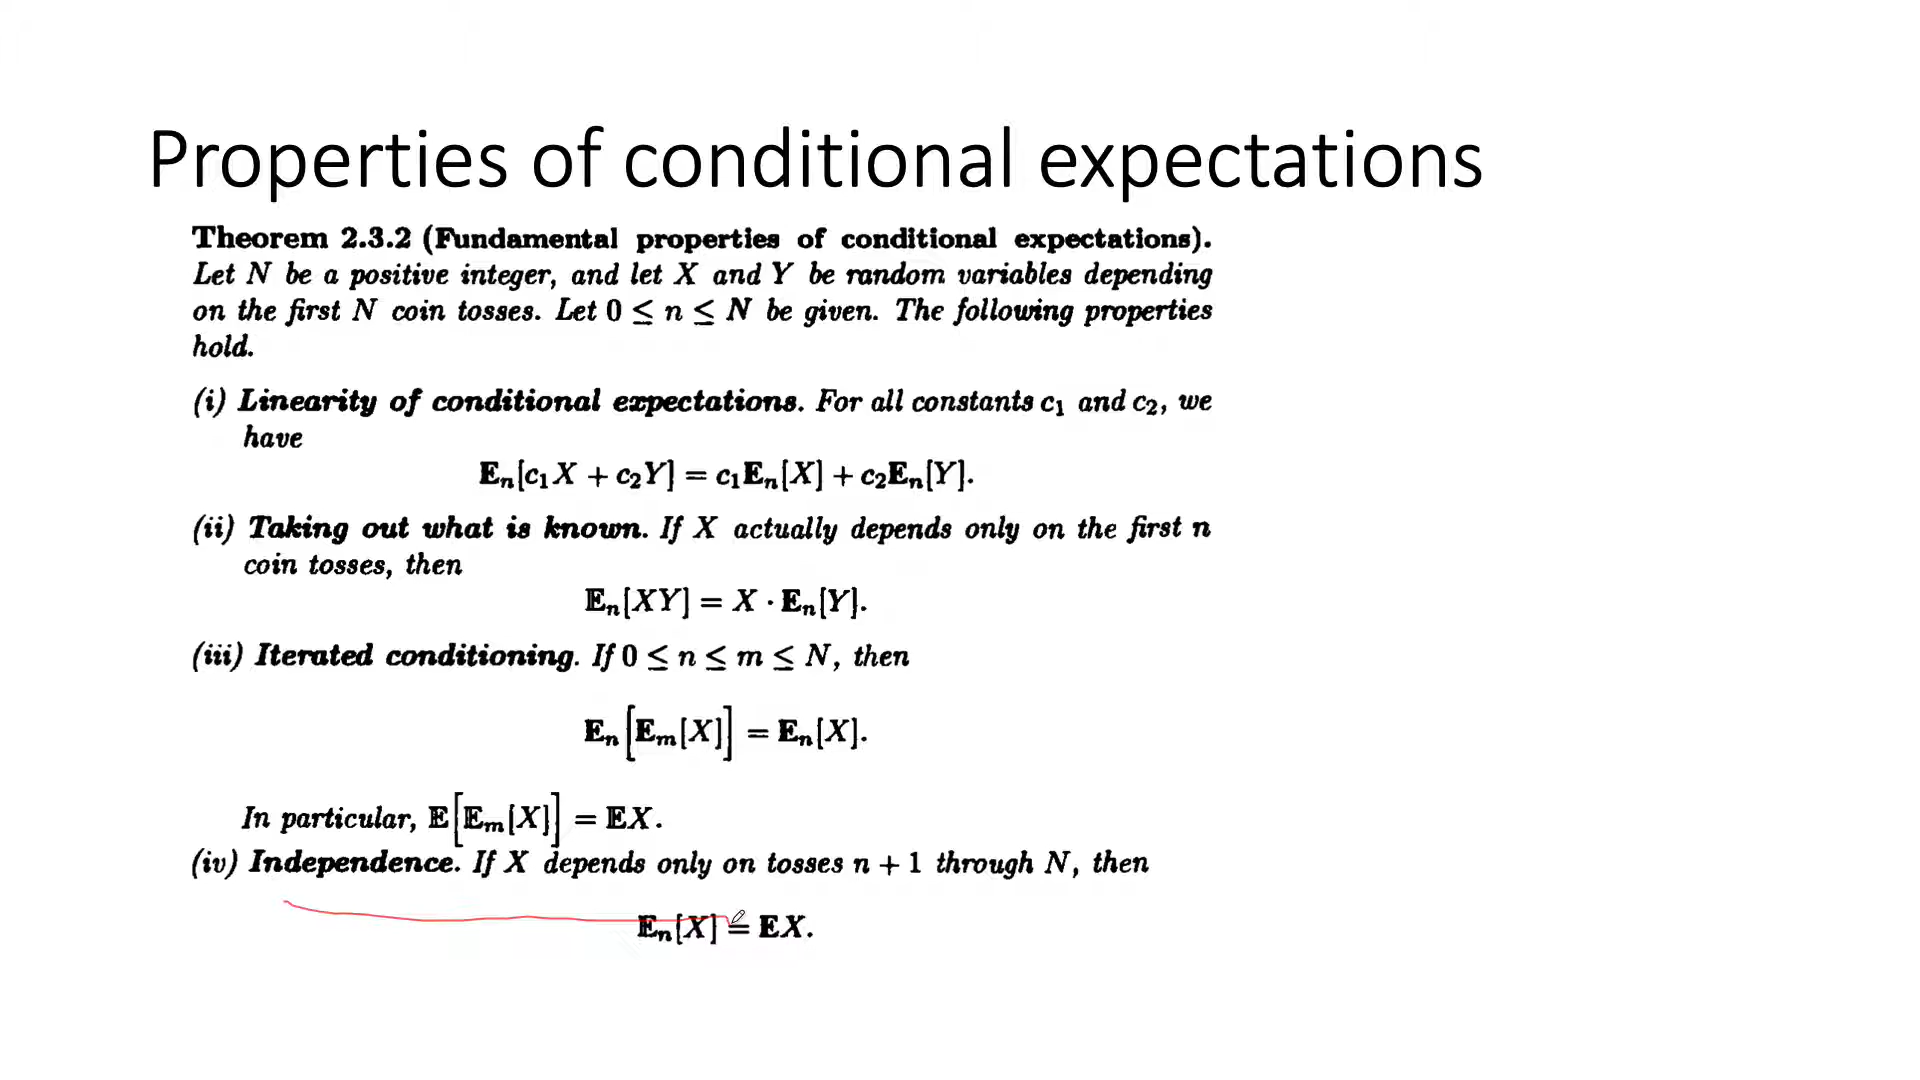 Properties of conditional expectations
Theorem 2.3.2 (Fundamental properties of conditional expectations).
Let N be a positive integer, and let X and Y be random variables depending
on the first N coin tosses. Let 0 ≤ n ≤ N be given. The following properties
hold.
(i) Linearity of conditional expectations. For all constants c₁ and c₂, we
have
𝔼ₙ[c₁X + c₂Y] = c₁𝔼ₙ[X] + c₂𝔼ₙ[Y].
(ii) Taking out what is known. If X actually depends only on the first n
coin tosses, then
𝔼ₙ[XY] = X · 𝔼ₙ[Y].
(iii) Iterated conditioning. If 0 ≤ n ≤ m ≤ N, then
𝔼ₙ[𝔼ₘ[X]] = 𝔼ₙ[X].
In particular, 𝔼[𝔼ₘ[X]] = 𝔼X.
(iv) Independence. If X depends only on tosses n + 1 through N, then
𝔼ₙ[X] = 𝔼X.